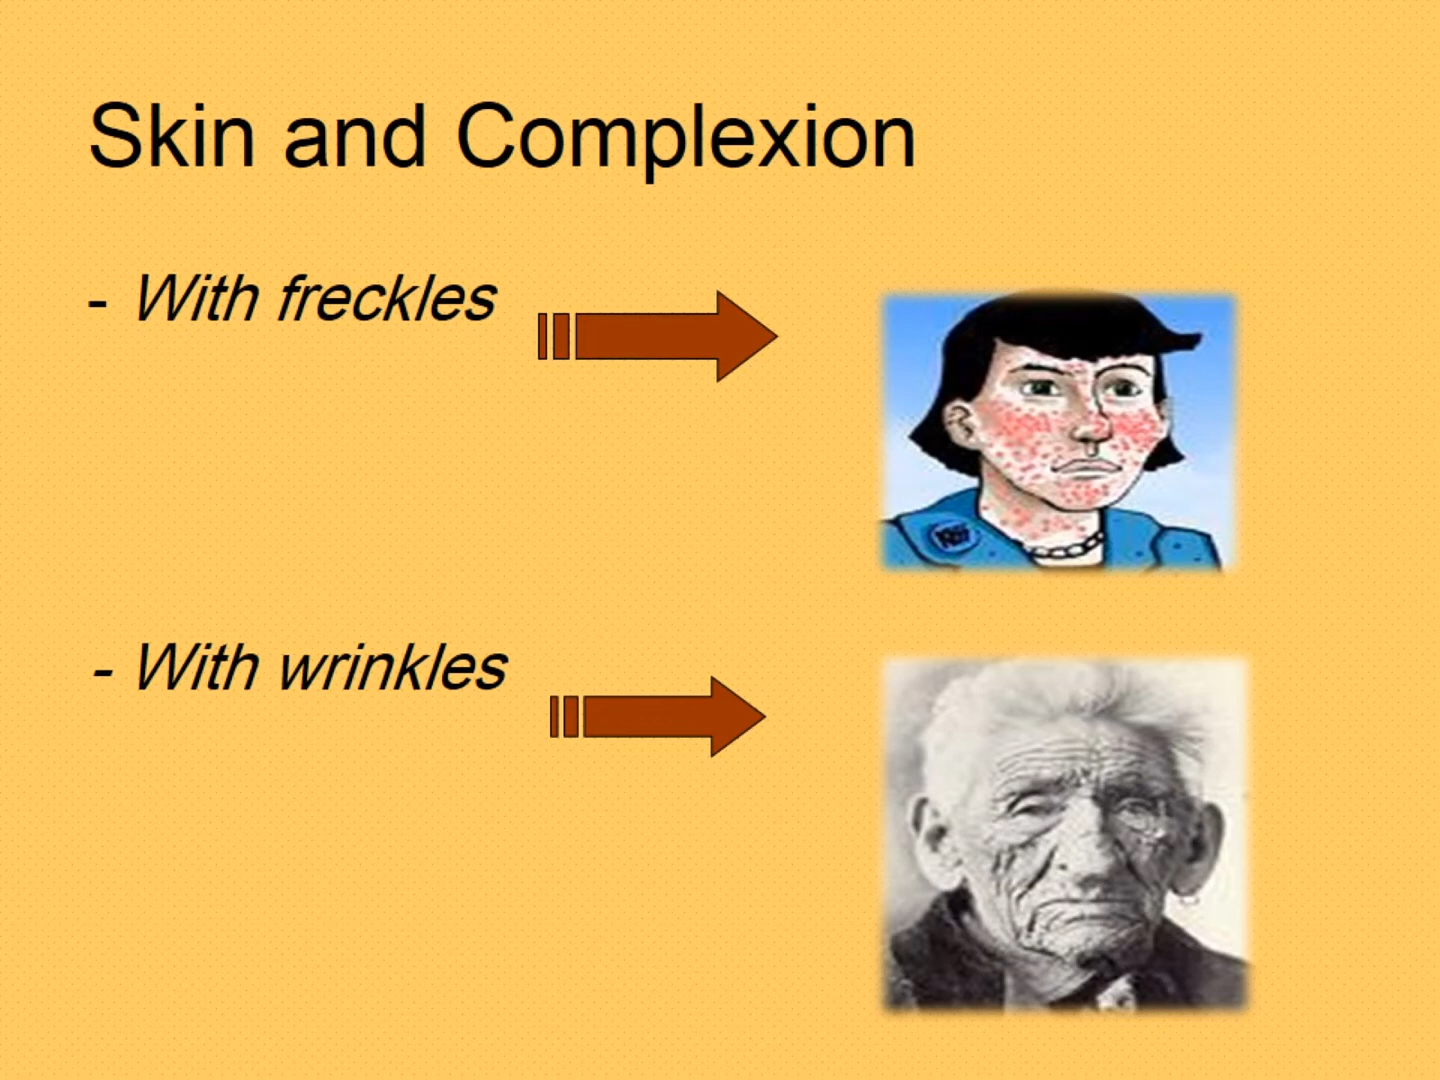 Skin and Complexion
- With freckles
- With wrinkles